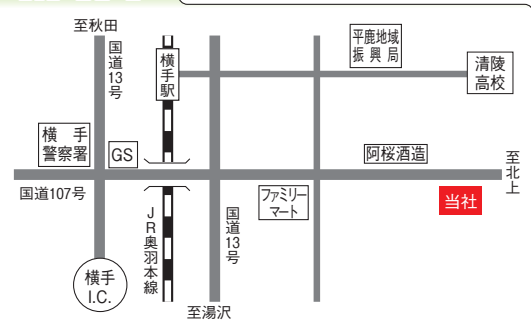 至秋田
国道13号
横手駅
平鹿地域
振興局
清陵
高校
横手
警察署
GS
阿桜酒造
至北上
国道107号
ファミリー
マート
当社
JR奥羽本線
国道13号
横手
I.C.
至湯沢